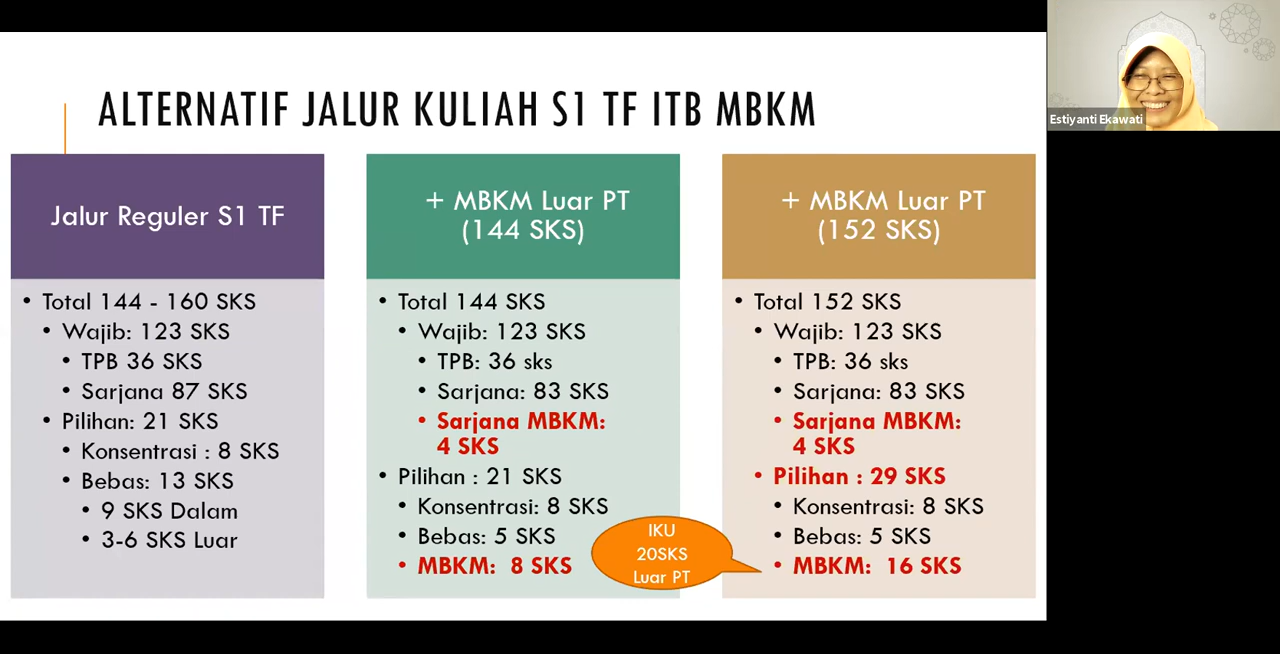 ALTERNATIF JALUR KULIAH S1 TF ITB MBKM
Jalur Reguler S1 TF
• Total 144 - 160 SKS
• Wajib: 123 SKS
• TPB 36 SKS
• Sarjana 87 SKS
• Pilihan: 21 SKS
• Konsentrasi : 8 SKS
• Bebas: 13 SKS
• 9 SKS Dalam
• 3-6 SKS Luar
+ MBKM Luar PT
(144 SKS)
• Total 144 SKS
• Wajib: 123 SKS
• TPB: 36 sks
• Sarjana: 83 SKS
• Sarjana MBKM:
4 SKS
• Pilihan : 21 SKS
• Konsentrasi: 8 SKS
• Bebas: 5 SKS
• MBKM: 8 SKS
IKU
20SKS
Luar PT
+ MBKM Luar PT
(152 SKS)
• Total 152 SKS
• Wajib: 123 SKS
• TPB: 36 sks
• Sarjana: 83 SKS
• Sarjana MBKM:
4 SKS
• Pilihan : 29 SKS
• Konsentrasi: 8 SKS
• Bebas: 5 SKS
• MBKM: 16 SKS
Estiyanti Ekawati